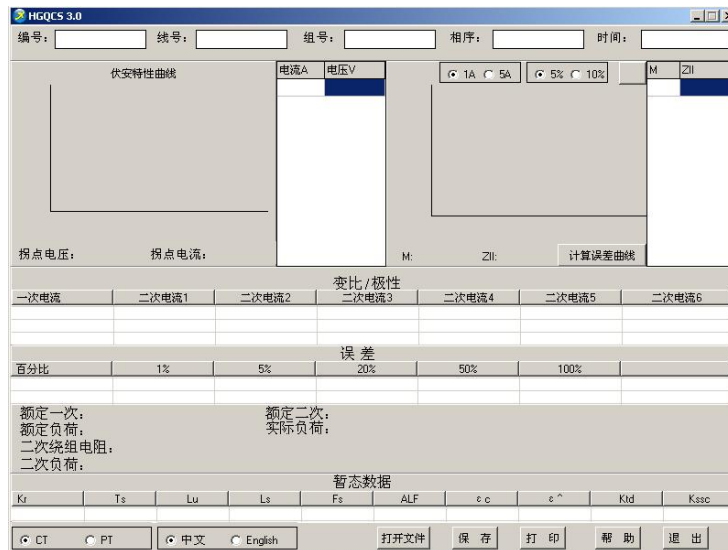 HGQCS 3.0
编号: 线号: 组号: 相序: 时间:
伏安特性曲线 电流A 电压V 1A 5A 5% 10% M ZII
拐点电压: 拐点电流: M: ZII: 计算误差曲线
变比/极性
一次电流 二次电流1 二次电流2 二次电流3 二次电流4 二次电流5 二次电流6
误 差
百分比 1% 5% 20% 50% 100%
额定一次: 额定二次:
额定负荷: 实际负荷:
二次绕组电阻:
二次负荷:
暂态数据
Kr Ts Lu Ls Fs ALF ε c ε ^ Ktd Kssc
CT PT 中文 English 打开文件 保 存 打 印 帮 助 退 出